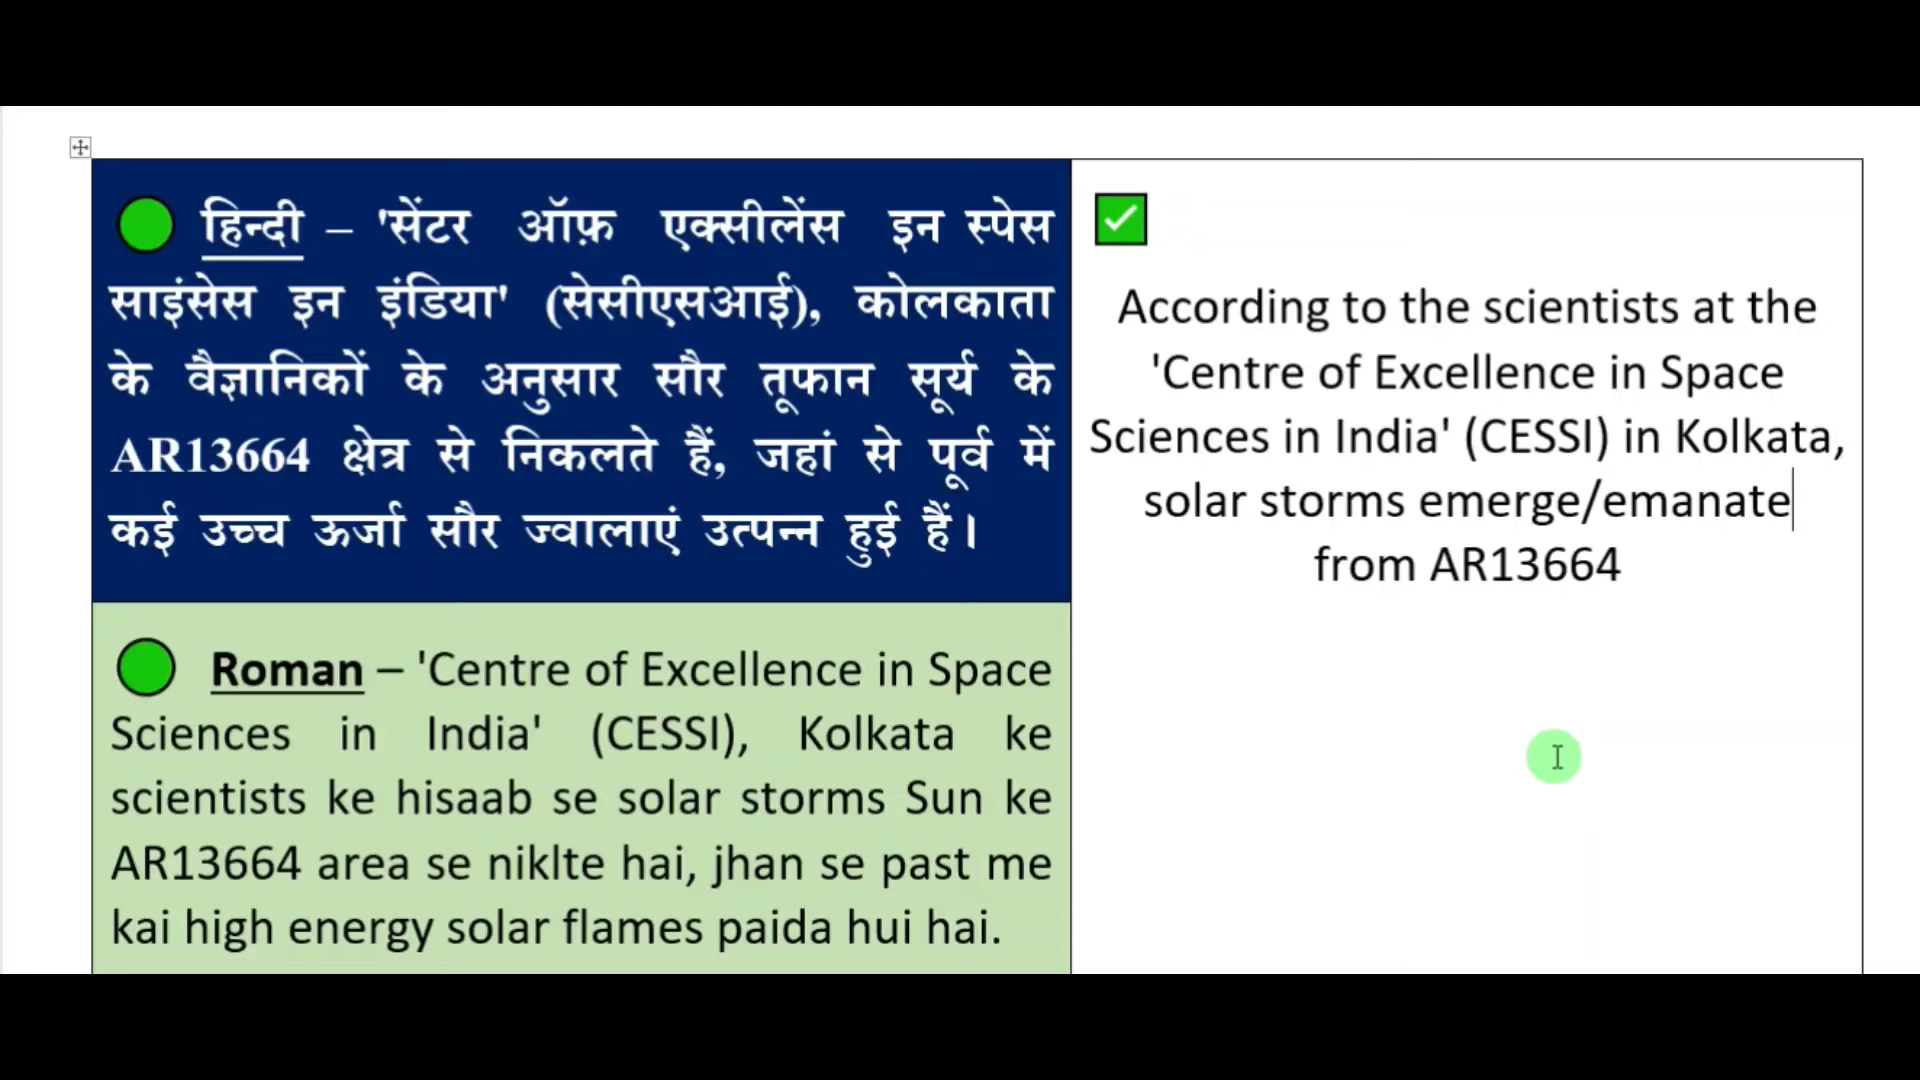 हिन्दी – 'सेंटर ऑफ़ एक्सीलेंस इन स्पेस
साइंसेस इन इंडिया' (सेसीएसआई), कोलकाता
के वैज्ञानिकों के अनुसार सौर तूफान सूर्य के
AR13664 क्षेत्र से निकलते हैं, जहां से पूर्व में
कई उच्च ऊर्जा सौर ज्वालाएं उत्पन्न हुई हैं।
Roman – 'Centre of Excellence in Space
Sciences in India' (CESSI), Kolkata ke
scientists ke hisaab se solar storms Sun ke
AR13664 area se niklte hai, jhan se past me
kai high energy solar flames paida hui hai.
According to the scientists at the
'Centre of Excellence in Space
Sciences in India' (CESSI) in Kolkata,
solar storms emerge/emanate
from AR13664